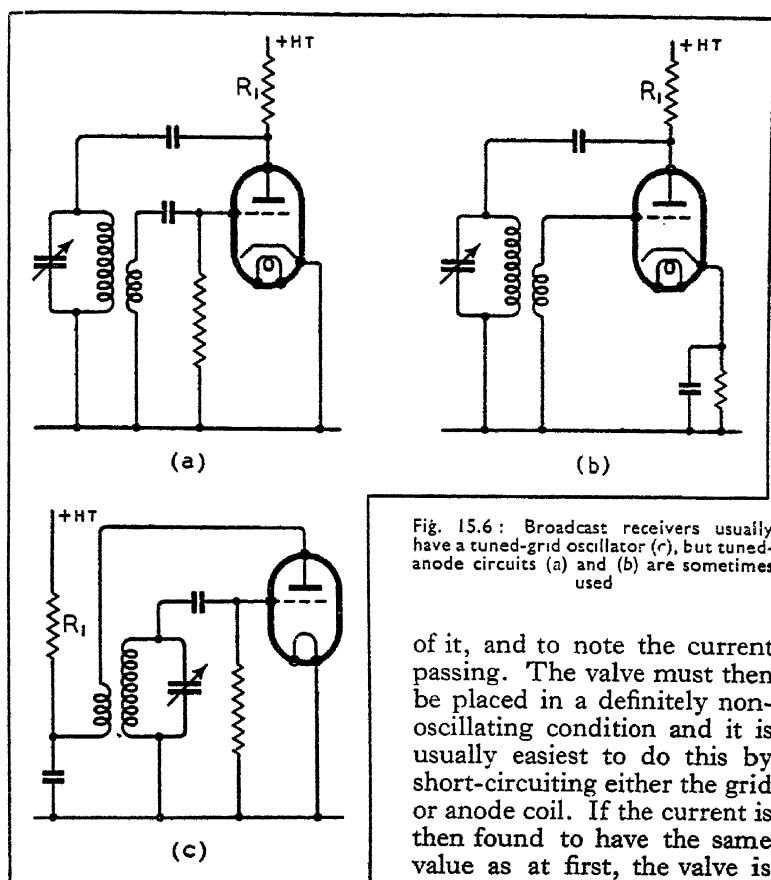 +HT
R1
+HT
R1
(a)
(b)
+HT
R1
(c)
Fig. 15.6 : Broadcast receivers usually
have a tuned-grid oscillator (c), but tuned-
anode circuits (a) and (b) are sometimes
used
of it, and to note the current
passing. The valve must then
be placed in a definitely non-
oscillating condition and it is
usually easiest to do this by
short-circuiting either the grid
or anode coil. If the current is
then found to have the same
value as at first, the valve is